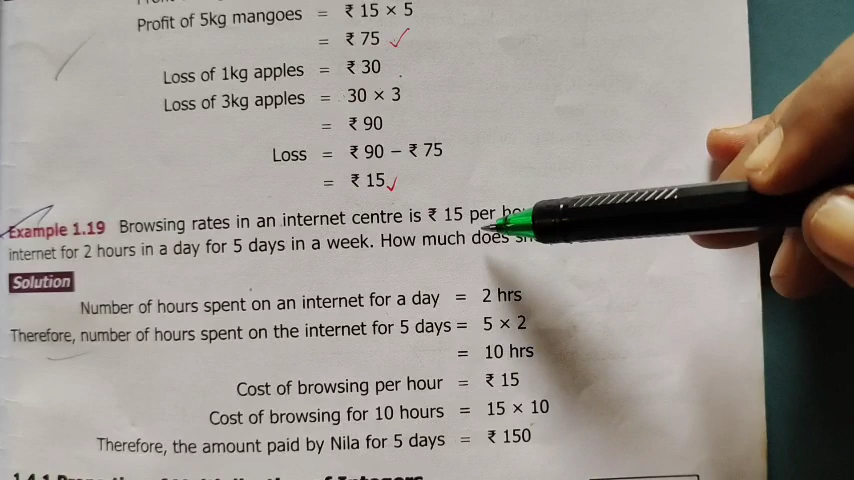 Profit of 5kg mangoes = ₹ 15 × 5
= ₹ 75
Loss of 1kg apples = ₹ 30
Loss of 3kg apples = 30 × 3
= ₹ 90
Loss = ₹ 90 − ₹ 75
= ₹ 15
Example 1.19 Browsing rates in an internet centre is ₹ 15 per
internet for 2 hours in a day for 5 days in a week. How much does
Solution
Number of hours spent on an internet for a day = 2 hrs
Therefore, number of hours spent on the internet for 5 days = 5 × 2
= 10 hrs
Cost of browsing per hour = ₹ 15
Cost of browsing for 10 hours = 15 × 10
Therefore, the amount paid by Nila for 5 days = ₹ 150